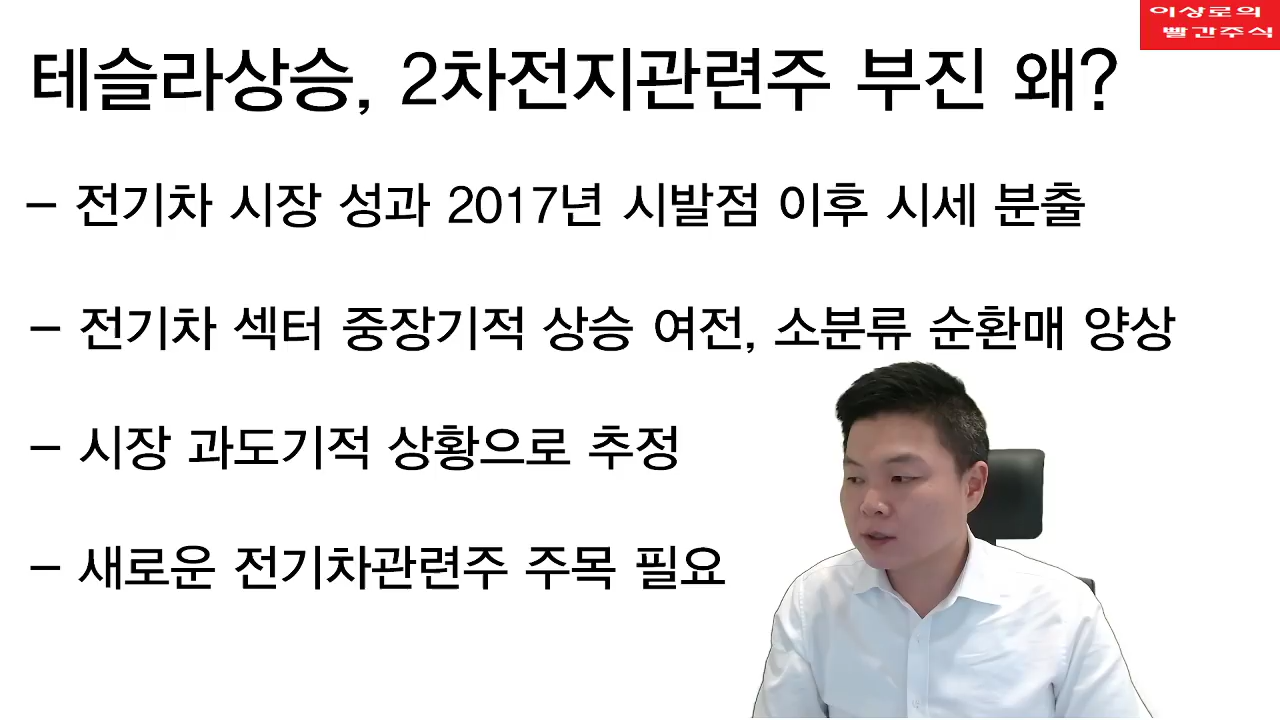 이상로의
빨간주식
테슬라상승, 2차전지관련주 부진 왜?
- 전기차 시장 성과 2017년 시발점 이후 시세 분출
- 전기차 섹터 중장기적 상승 여전, 소분류 순환매 양상
- 시장 과도기적 상황으로 추정
- 새로운 전기차관련주 주목 필요